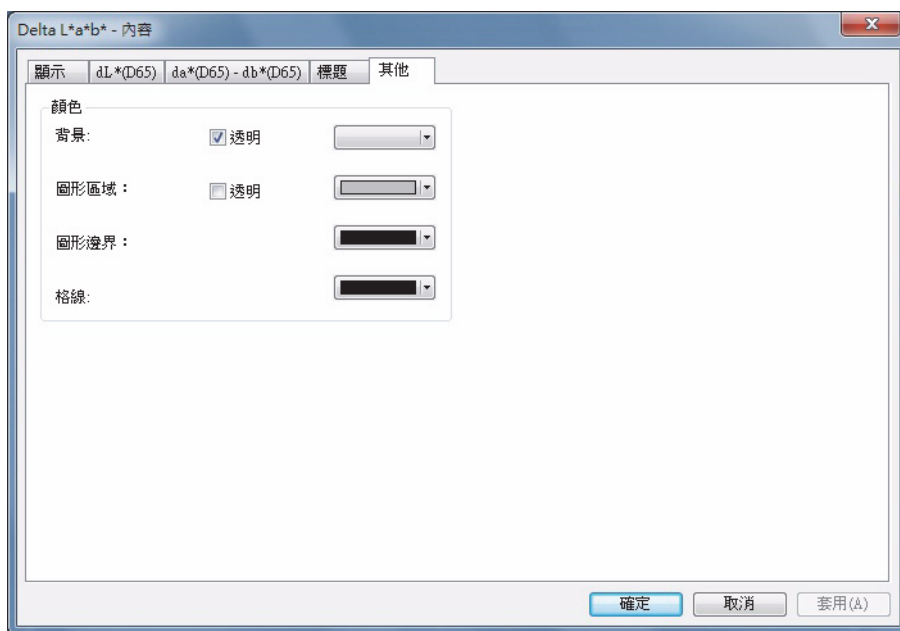 Delta L*a*b* - 內容
顯示 dL*(D65) da*(D65) - db*(D65) 標題 其他
顏色
背景: 透明
圖形區域： 透明
圖形邊界：
格線:
確定 取消 套用(A)